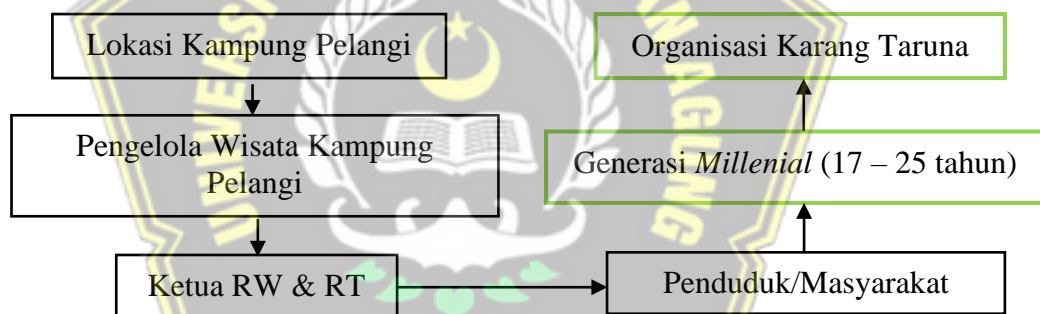 Lokasi Kampung Pelangi
Pengelola Wisata Kampung
Pelangi
Ketua RW & RT
Penduduk/Masyarakat
Generasi Millenial (17 – 25 tahun)
Organisasi Karang Taruna